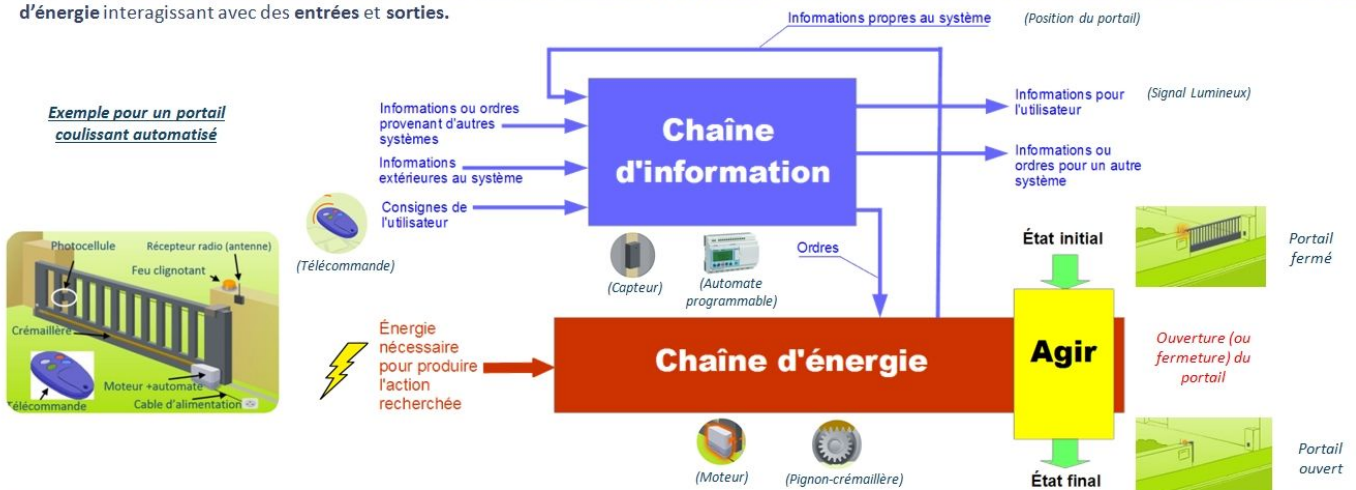 d'énergie interagissant avec des entrées et sorties.
Informations propres au système
(Position du portail)
Exemple pour un portail
coulissant automatisé
Informations ou ordres
provenant d'autres
systèmes
Informations
extérieures au système
Consignes de
l'utilisateur
Chaîne
d'information
Informations pour
l'utilisateur
(Signal Lumineux)
Informations ou
ordres pour un autre
système
(Télécommande)
(Capteur)
(Automate
programmable)
Ordres
État initial
Portail
fermé
Photocellule
Récepteur radio (antenne)
Feu clignotant
Crémaillère
Moteur +automate
Télécommande
Cable d'alimentation
Énergie
nécessaire
pour produire
l'action
recherchée
Chaîne d'énergie
Agir
Ouverture (ou
fermeture) du
portail
(Moteur)
(Pignon-crémaillère)
État final
Portail
ouvert